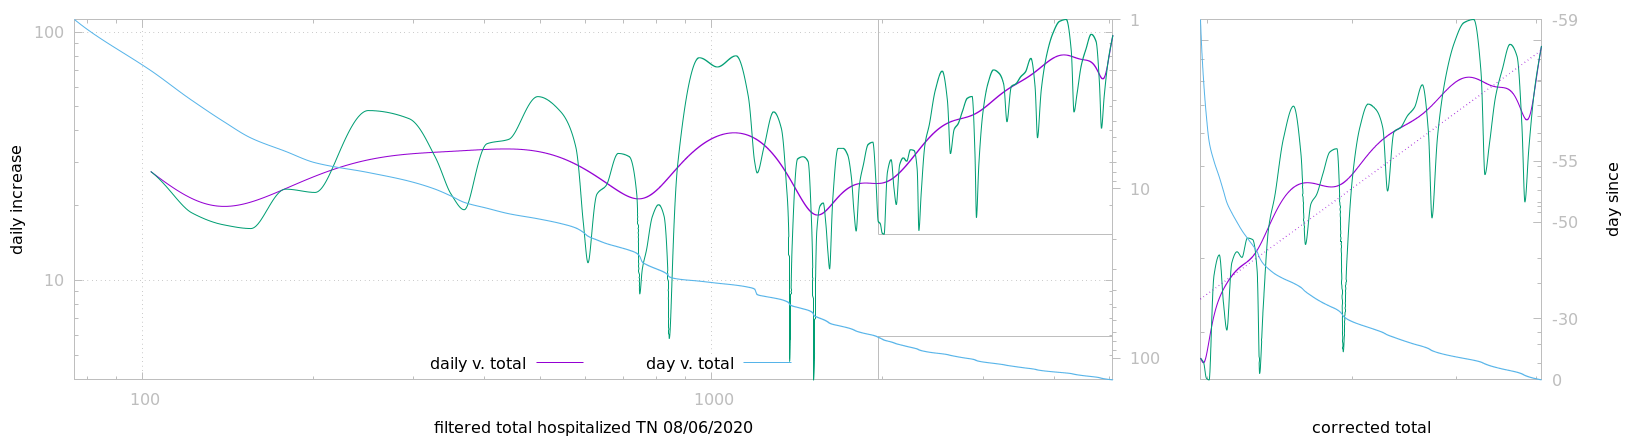 100
10
daily increase
100
1000
1
10
100
daily v. total
day v. total
filtered total hospitalized TN 08/06/2020
-59
-55
-50
-30
0
day since
corrected total